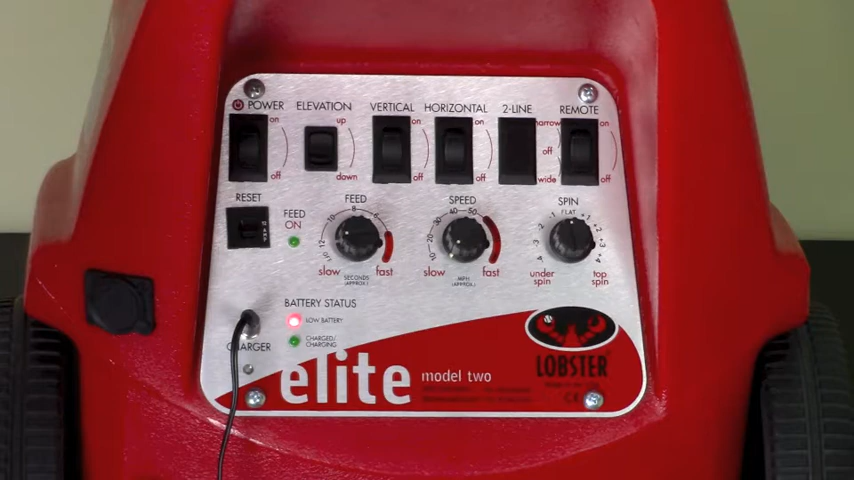 POWER ELEVATION VERTICAL HORIZONTAL 2-LINE REMOTE
on up on on narrow on
off
off down off off wide off
RESET FEED SPEED SPIN
FEED
ON
8 6
10
12
40 50
30
20
10
FLAT
-1 +1
-2 +2
-3 +3
-4 +4
slow SECONDS fast
(APPROX.)
slow MPH fast
(APPROX.)
under
spin
top
spin
BATTERY STATUS
LOW BATTERY
CHARGED/
CHARGING
CHARGER
elite model two
LOBSTER